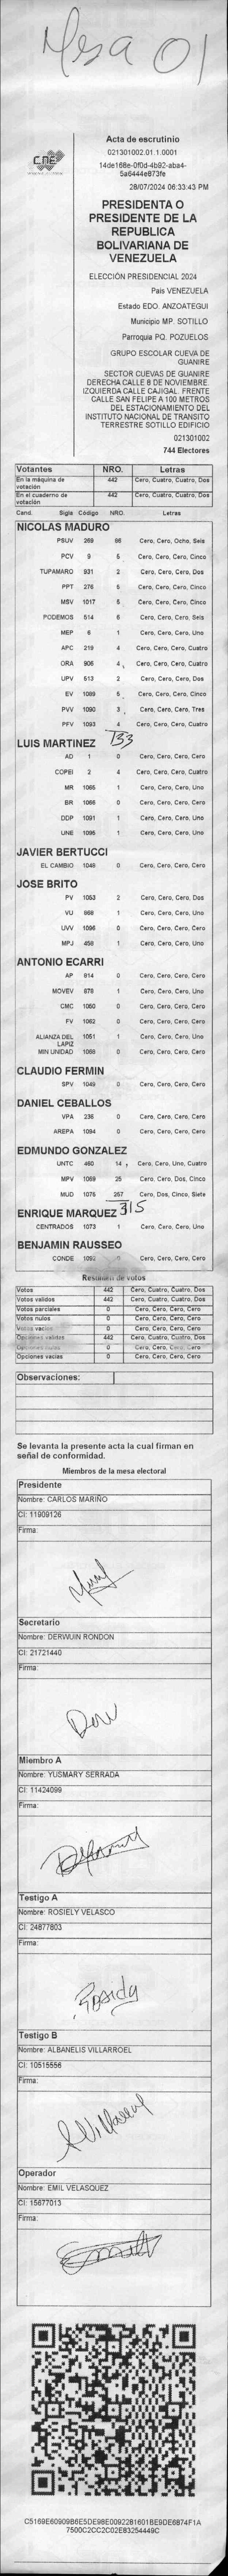 Mesa 01
CNE
Acta de escrutinio
021301002.01.1.0001
14de168e-0f0d-4b92-aba4-
5a6444e873fe
28/07/2024 06:33:43 PM
PRESIDENTA O
PRESIDENTE DE LA
REPUBLICA
BOLIVARIANA DE
VENEZUELA
ELECCIÓN PRESIDENCIAL 2024
País VENEZUELA
Estado EDO. ANZOATEGUI
Municipio MP. SOTILLO
Parroquia PQ. POZUELOS
GRUPO ESCOLAR CUEVA DE
GUANIRE
SECTOR CUEVAS DE GUANIRE
DERECHA CALLE 8 DE NOVIEMBRE.
IZQUIERDA CALLE CAJIGAL. FRENTE
CALLE SAN FELIPE A 100 METROS
DEL ESTACIONAMIENTO DEL
INSTITUTO NACIONAL DE TRANSITO
TERRESTRE SOTILLO EDIFICIO
021301002
744 Electores
Votantes NRO. Letras
En la máquina de votación 442 Cero, Cuatro, Cuatro, Dos
En el cuaderno de votación 442 Cero, Cuatro, Cuatro, Dos
Cand. Sigla Código NRO. Letras
NICOLAS MADURO
PSUV 269 86 Cero, Cero, Ocho, Seis
PCV 9 5 Cero, Cero, Cero, Cinco
TUPAMARO 931 2 Cero, Cero, Cero, Dos
PPT 276 5 Cero, Cero, Cero, Cinco
MSV 1017 5 Cero, Cero, Cero, Cinco
PODEMOS 514 6 Cero, Cero, Cero, Seis
MEP 6 1 Cero, Cero, Cero, Uno
APC 219 4 Cero, Cero, Cero, Cuatro
ORA 906 4 Cero, Cero, Cero, Cuatro
UPV 513 2 Cero, Cero, Cero, Dos
EV 1089 5 Cero, Cero, Cero, Cinco
PVV 1090 3 Cero, Cero, Cero, Tres
PFV 1093 4 Cero, Cero, Cero, Cuatro
133
LUIS MARTINEZ
AD 1 0 Cero, Cero, Cero, Cero
COPEI 2 4 Cero, Cero, Cero, Cuatro
MR 1065 1 Cero, Cero, Cero, Uno
BR 1066 0 Cero, Cero, Cero, Cero
DDP 1091 1 Cero, Cero, Cero, Uno
UNE 1095 1 Cero, Cero, Cero, Uno
JAVIER BERTUCCI
EL CAMBIO 1048 0 Cero, Cero, Cero, Cero
JOSE BRITO
PV 1053 2 Cero, Cero, Cero, Dos
VU 868 1 Cero, Cero, Cero, Uno
UVV 1096 0 Cero, Cero, Cero, Cero
MPJ 458 1 Cero, Cero, Cero, Uno
ANTONIO ECARRI
AP 814 0 Cero, Cero, Cero, Cero
MOVEV 878 1 Cero, Cero, Cero, Uno
CMC 1060 0 Cero, Cero, Cero, Cero
FV 1062 0 Cero, Cero, Cero, Cero
ALIANZA DEL LAPIZ 1051 1 Cero, Cero, Cero, Uno
MIN UNIDAD 1068 0 Cero, Cero, Cero, Cero
CLAUDIO FERMIN
SPV 1049 0 Cero, Cero, Cero, Cero
DANIEL CEBALLOS
VPA 236 0 Cero, Cero, Cero, Cero
AREPA 1094 0 Cero, Cero, Cero, Cero
EDMUNDO GONZALEZ
UNTC 460 14 Cero, Cero, Uno, Cuatro
MPV 1069 25 Cero, Cero, Dos, Cinco
MUD 1075 257 Cero, Dos, Cinco, Siete
315
ENRIQUE MARQUEZ
CENTRADOS 1073 1 Cero, Cero, Cero, Uno
BENJAMIN RAUSSEO
CONDE 1092 0 Cero, Cero, Cero, Cero
Resumen de votos
Votos 442 Cero, Cuatro, Cuatro, Dos
Votos validos 442 Cero, Cuatro, Cuatro, Dos
Votos parciales 0 Cero, Cero, Cero, Cero
Votos nulos 0 Cero, Cero, Cero, Cero
Votos vacios 0 Cero, Cero, Cero, Cero
Opciones validas 442 Cero, Cuatro, Cuatro, Dos
Opciones nulas 0 Cero, Cero, Cero, Cero
Opciones vacias 0 Cero, Cero, Cero, Cero
Observaciones:
Se levanta la presente acta la cual firman en
señal de conformidad.
Miembros de la mesa electoral
Presidente
Nombre: CARLOS MARIÑO
CI: 11909126
Firma:
Secretario
Nombre: DERWUIN RONDON
CI: 21721440
Firma:
Miembro A
Nombre: YUSMARY SERRADA
CI: 11424099
Firma:
Testigo A
Nombre: ROSIELY VELASCO
CI: 24877803
Firma:
Testigo B
Nombre: ALBANELIS VILLARROEL
CI: 10515556
Firma:
Operador
Nombre: EMIL VELASQUEZ
CI: 15677013
Firma:
C5169E60909B6E5DE98E0092281601BE9DE6874F1A
7500C2CC2C02E83254449C